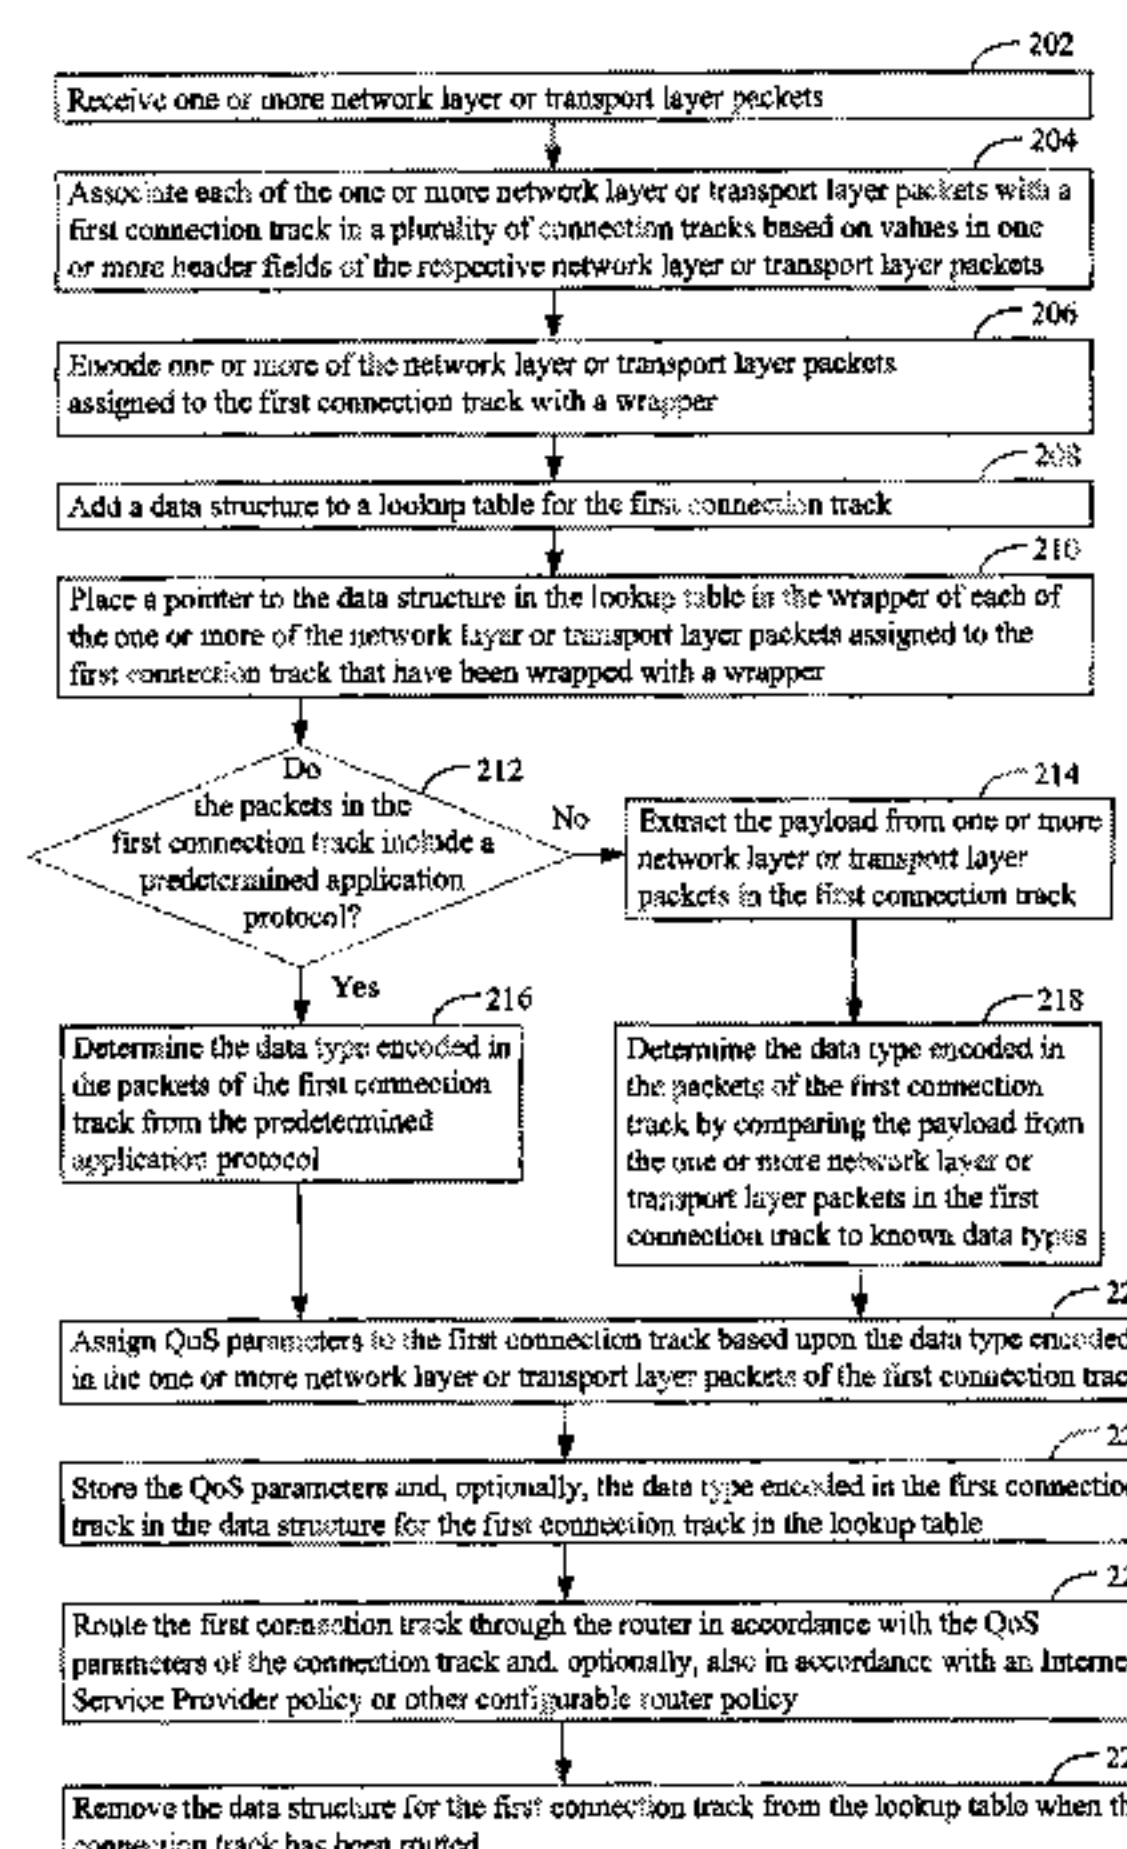 202
Receive one or more network layer or transport layer packets
204
Associate each of the one or more network layer or transport layer packets with a
first connection track in a plurality of connection tracks based on values in one
or more header fields of the respective network layer or transport layer packets
206
Encode one or more of the network layer or transport layer packets
assigned to the first connection track with a wrapper
208
Add a data structure to a lookup table for the first connection track
210
Place a pointer to the data structure in the lookup table in the wrapper of each of
the one or more of the network layer or transport layer packets assigned to the
first connection track that have been wrapped with a wrapper
212
Do
the packets in the
first connection track include a
predetermined application
protocol?
No
214
Extract the payload from one or more
network layer or transport layer
packets in the first connection track
Yes
216
Determine the data type encoded in
the packets of the first connection
track from the predetermined
application protocol
218
Determine the data type encoded in
the packets of the first connection
track by comparing the payload from
the one or more network layer or
transport layer packets in the first
connection track to known data types
22
Assign QoS parameters to the first connection track based upon the data type encoded
in the one or more network layer or transport layer packets of the first connection trac
22
Store the QoS parameters and, optionally, the data type encoded in the first connectio
track in the data structure for the first connection track in the lookup table
22
Route the first connection track through the router in accordance with the QoS
parameters of the connection track and, optionally, also in accordance with an Interne
Service Provider policy or other configurable router policy
22
Remove the data structure for the first connection track from the lookup table when th
connection track has been routed